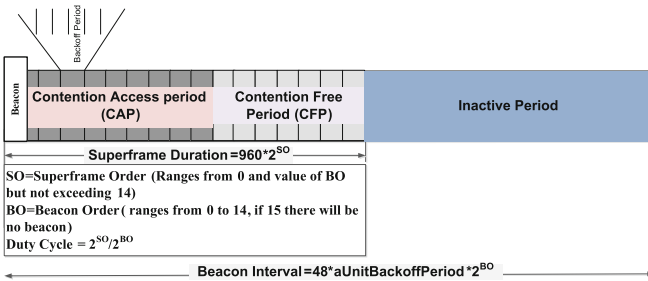 Backoff Period
Beacon
Contention Access period
(CAP)
Contention Free
Period (CFP)
Inactive Period
Superframe Duration=960*2^SO
SO=Superframe Order (Ranges from 0 and value of BO
but not exceeding 14)
BO=Beacon Order( ranges from 0 to 14, if 15 there will be
no beacon)
Duty Cycle = 2^SO/2^BO
Beacon Interval=48*aUnitBackoffPeriod*2^BO